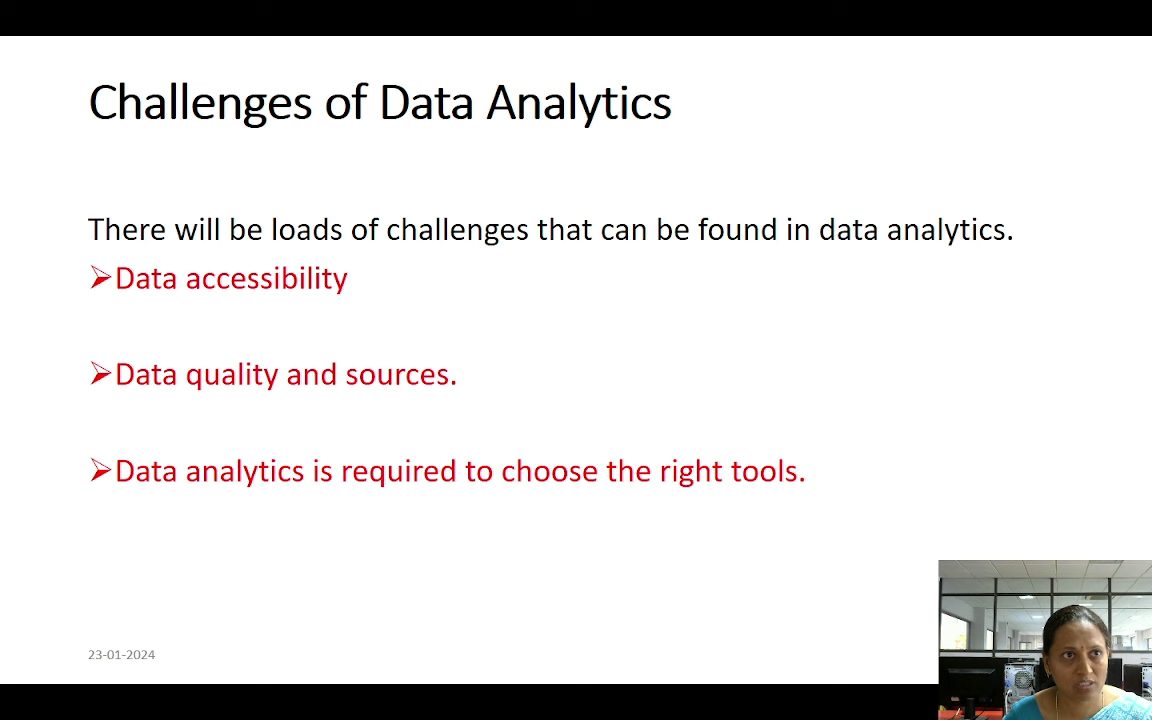 Challenges of Data Analytics
There will be loads of challenges that can be found in data analytics.
➢Data accessibility
➢Data quality and sources.
➢Data analytics is required to choose the right tools.
23-01-2024